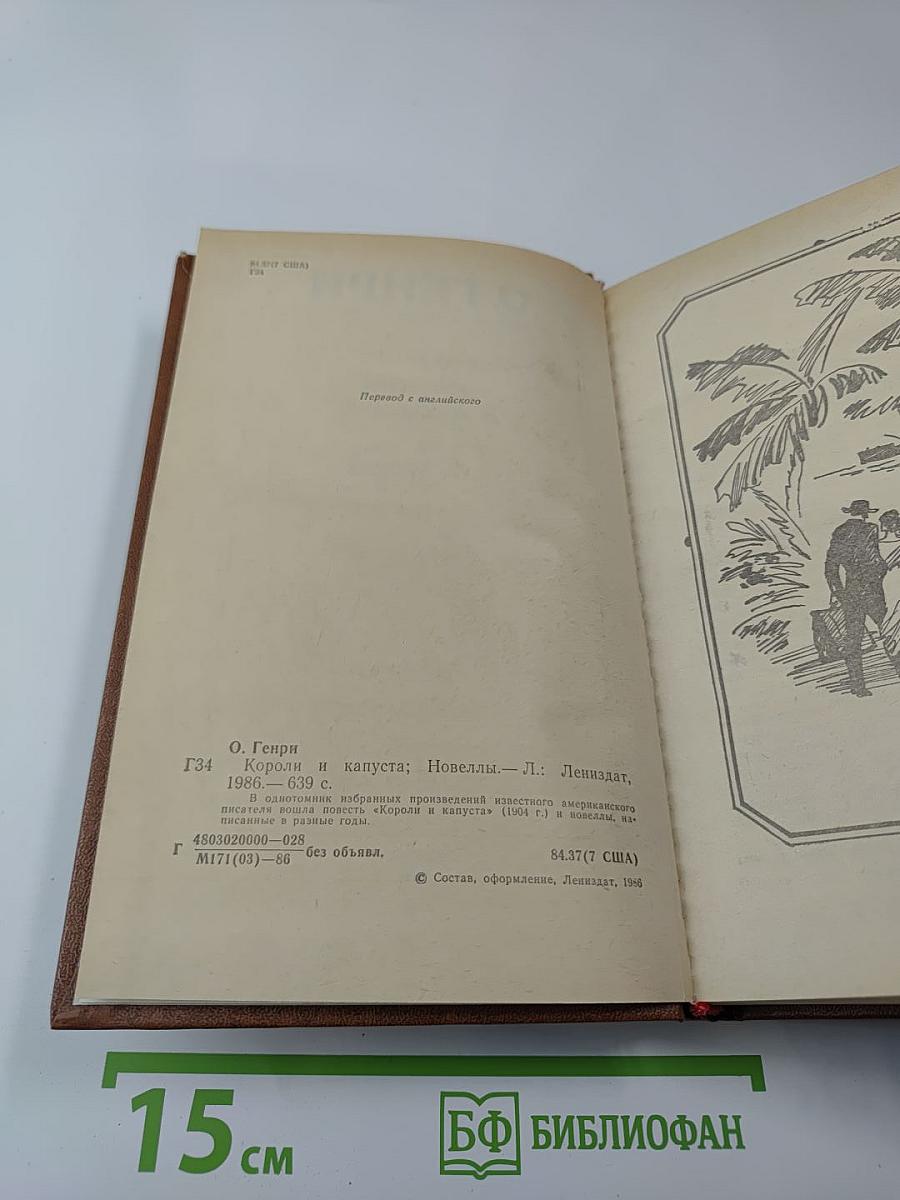 84.37(7 США)
Г34
Перевод с английского
О. Генри
Г34 Короли и капуста; Новеллы.— Л.: Лениздат,
1986.— 639 с.
В однотомник избранных произведений известного американского
писателя вошла повесть «Короли и капуста» (1904 г.) и новеллы, на-
писанные в разные годы.
Г 4803020000—028
М171(03)—86 без объявл.
84.37(7 США)
© Состав, оформление, Лениздат, 1986
15 см
БФ БИБЛИОФАН